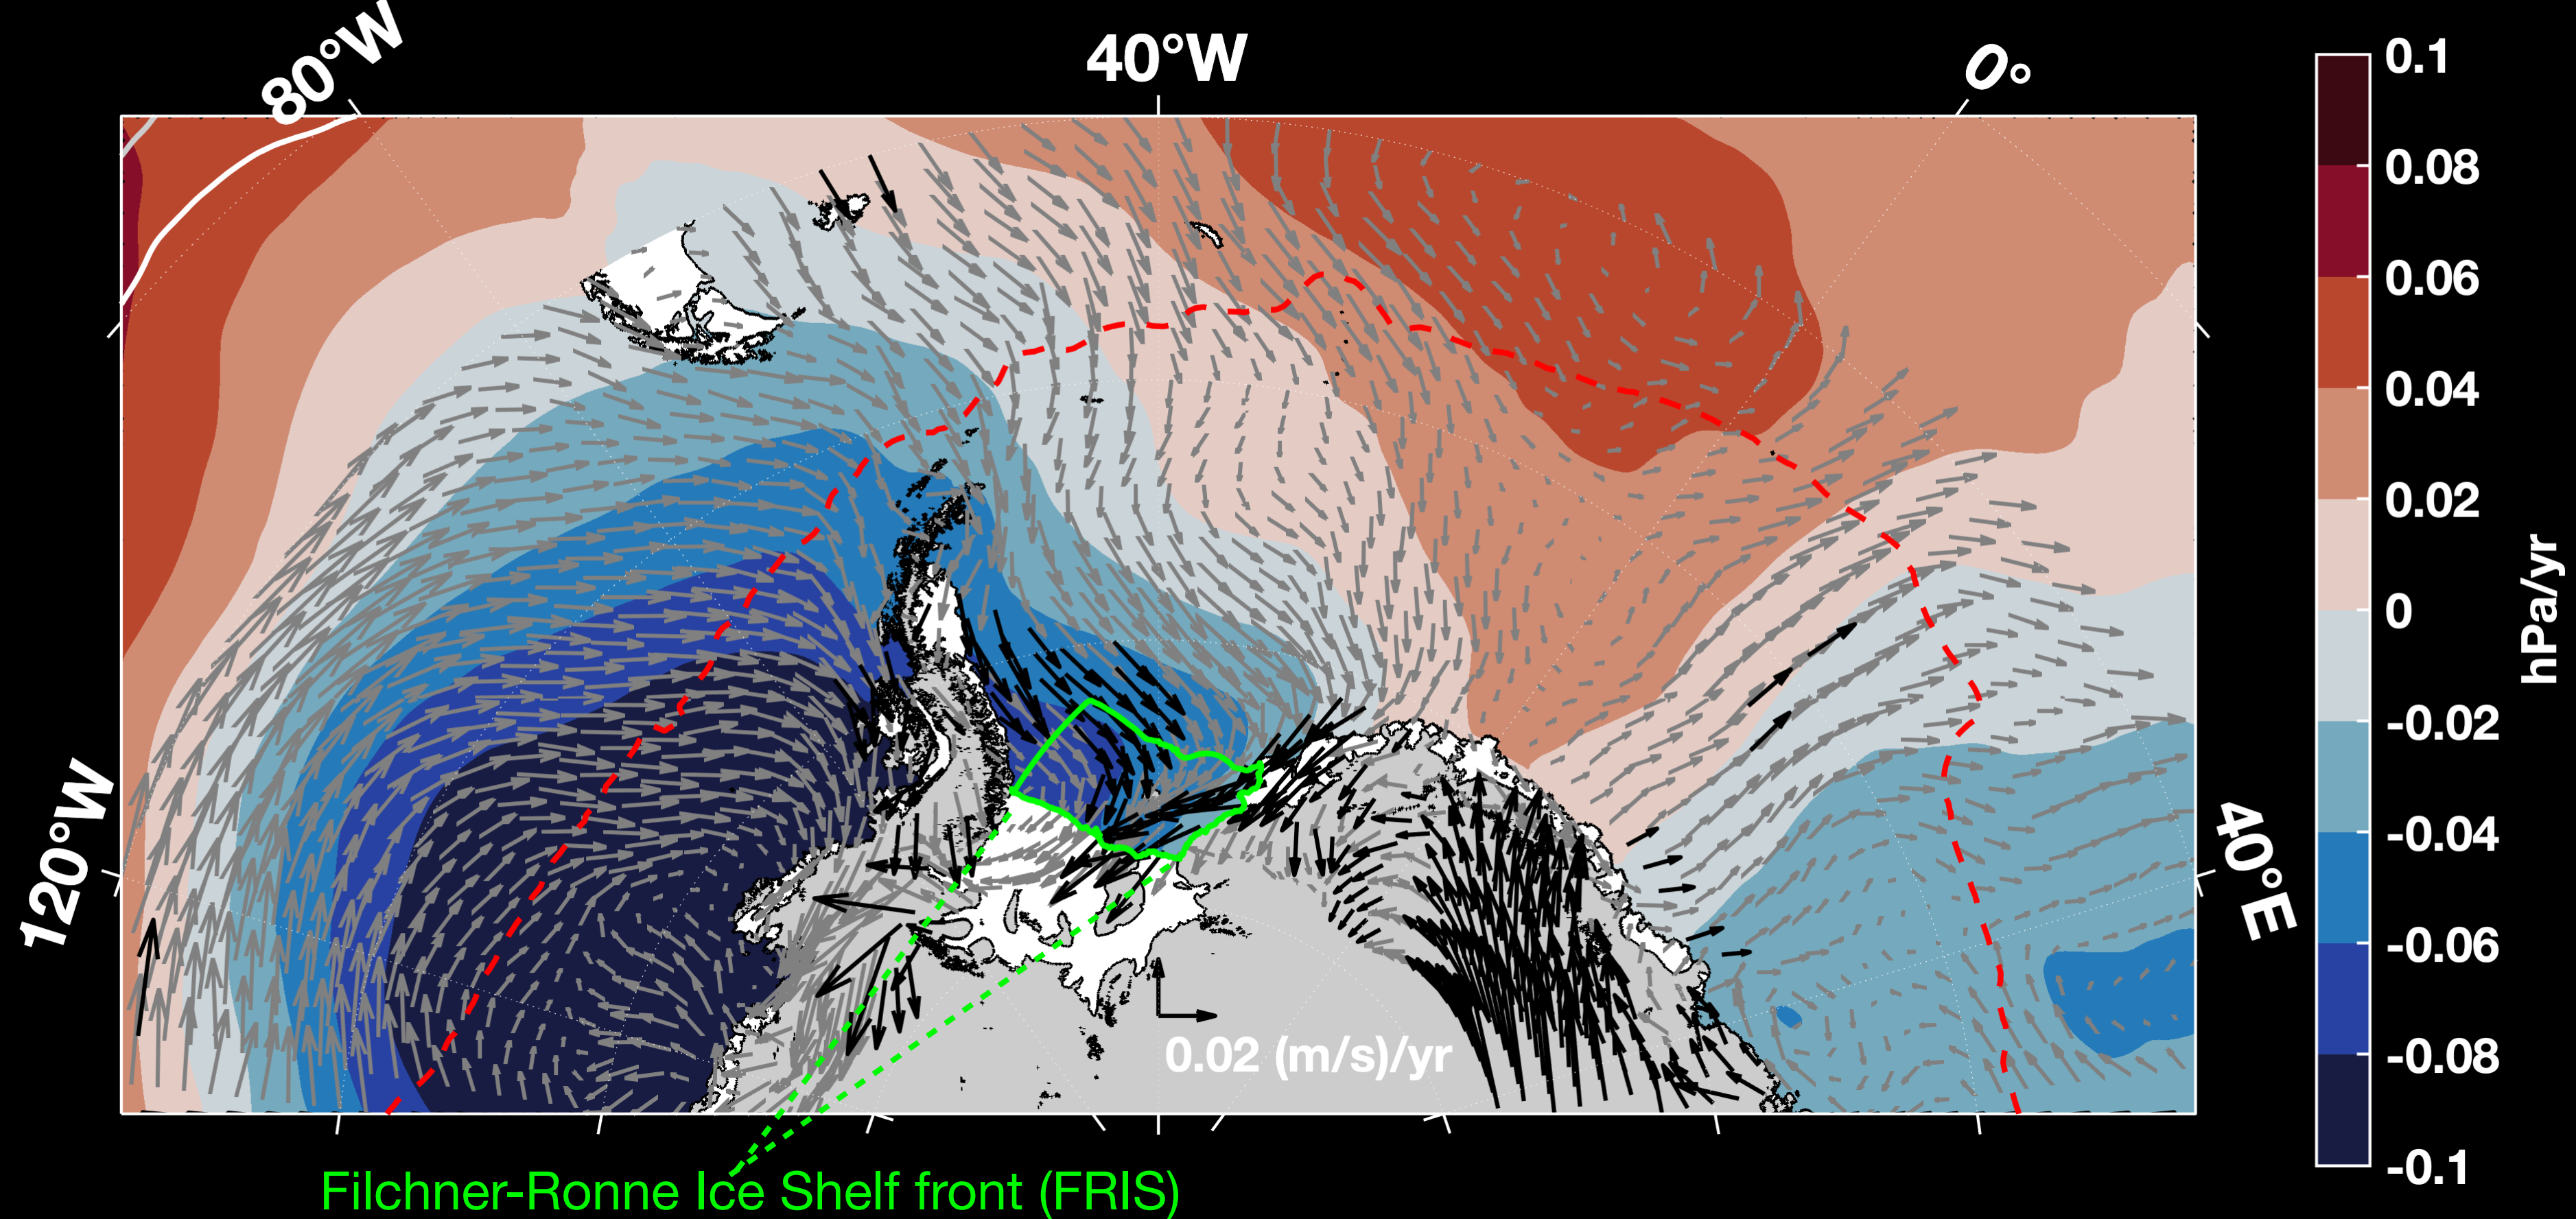 80°W
40°W
0°
120°W
40°E
0.1
0.08
0.06
0.04
0.02
0
-0.02
-0.04
-0.06
-0.08
-0.1
hPa/yr
0.02 (m/s)/yr
Filchner-Ronne Ice Shelf front (FRIS)